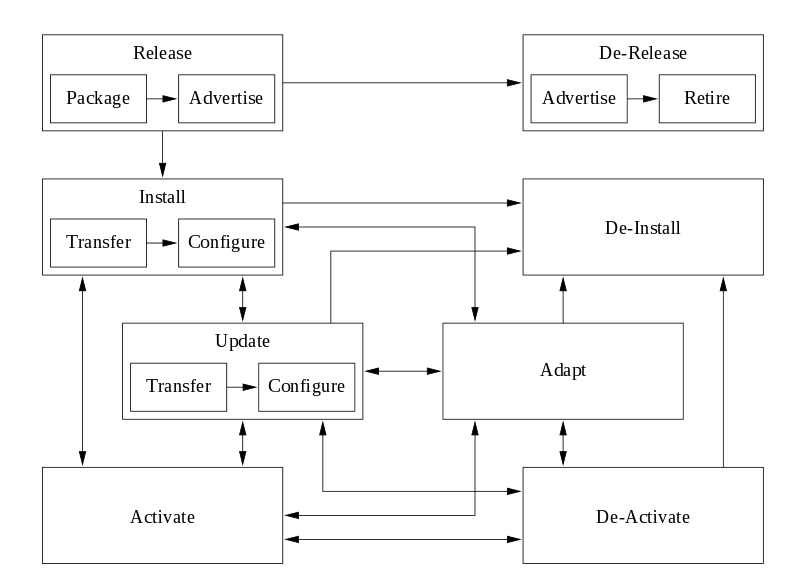 Release
Package
Advertise
De-Release
Advertise
Retire
Install
Transfer
Configure
De-Install
Update
Transfer
Configure
Adapt
Activate
De-Activate